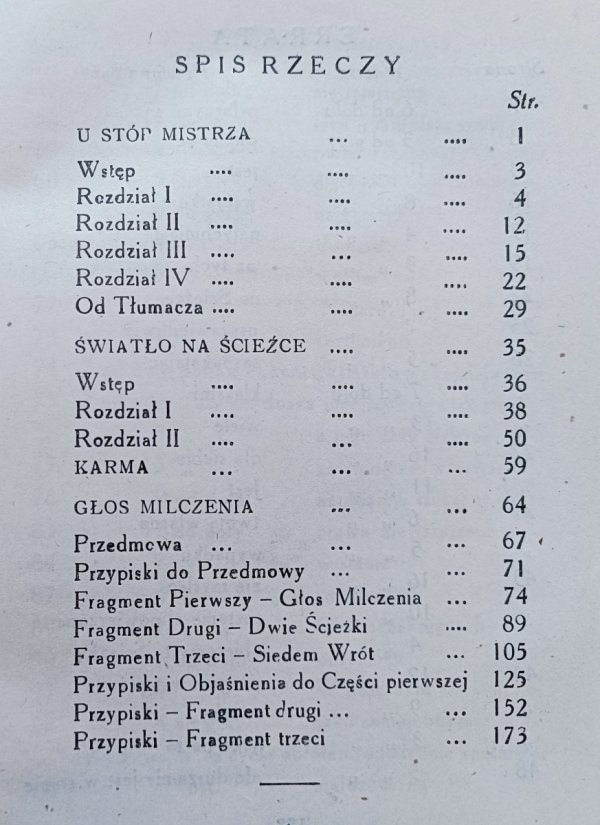 SPIS RZECZY
Str.
U STÓP MISTRZA ... .... 1
Wstęp .... .... .... 3
Rozdział I .... .... .... 4
Rozdział II .... .... .... 12
Rozdział III .... ... .... 15
Rozdział IV .... .... .... 22
Od Tłumacza .... .... .... 29
ŚWIATŁO NA ŚCIEŹCE .... .... 35
Wstęp .... .... .... 36
Rozdział I .... .... .... 38
Rozdział II .... ... .... 50
KARMA ... ... ... 59
GŁOS MILCZENIA ... ... 64
Przedmowa ... ... ... 67
Przypiski do Przedmowy ... ... 71
Fragment Pierwszy – Głos Milczenia ... 74
Fragment Drugi – Dwie Ścieżki .... 89
Fragment Trzeci – Siedem Wrót ... 105
Przypiski i Objaśnienia do Części pierwszej 125
Przypiski – Fragment drugi ... ... 152
Przypiski – Fragment trzeci ... 173